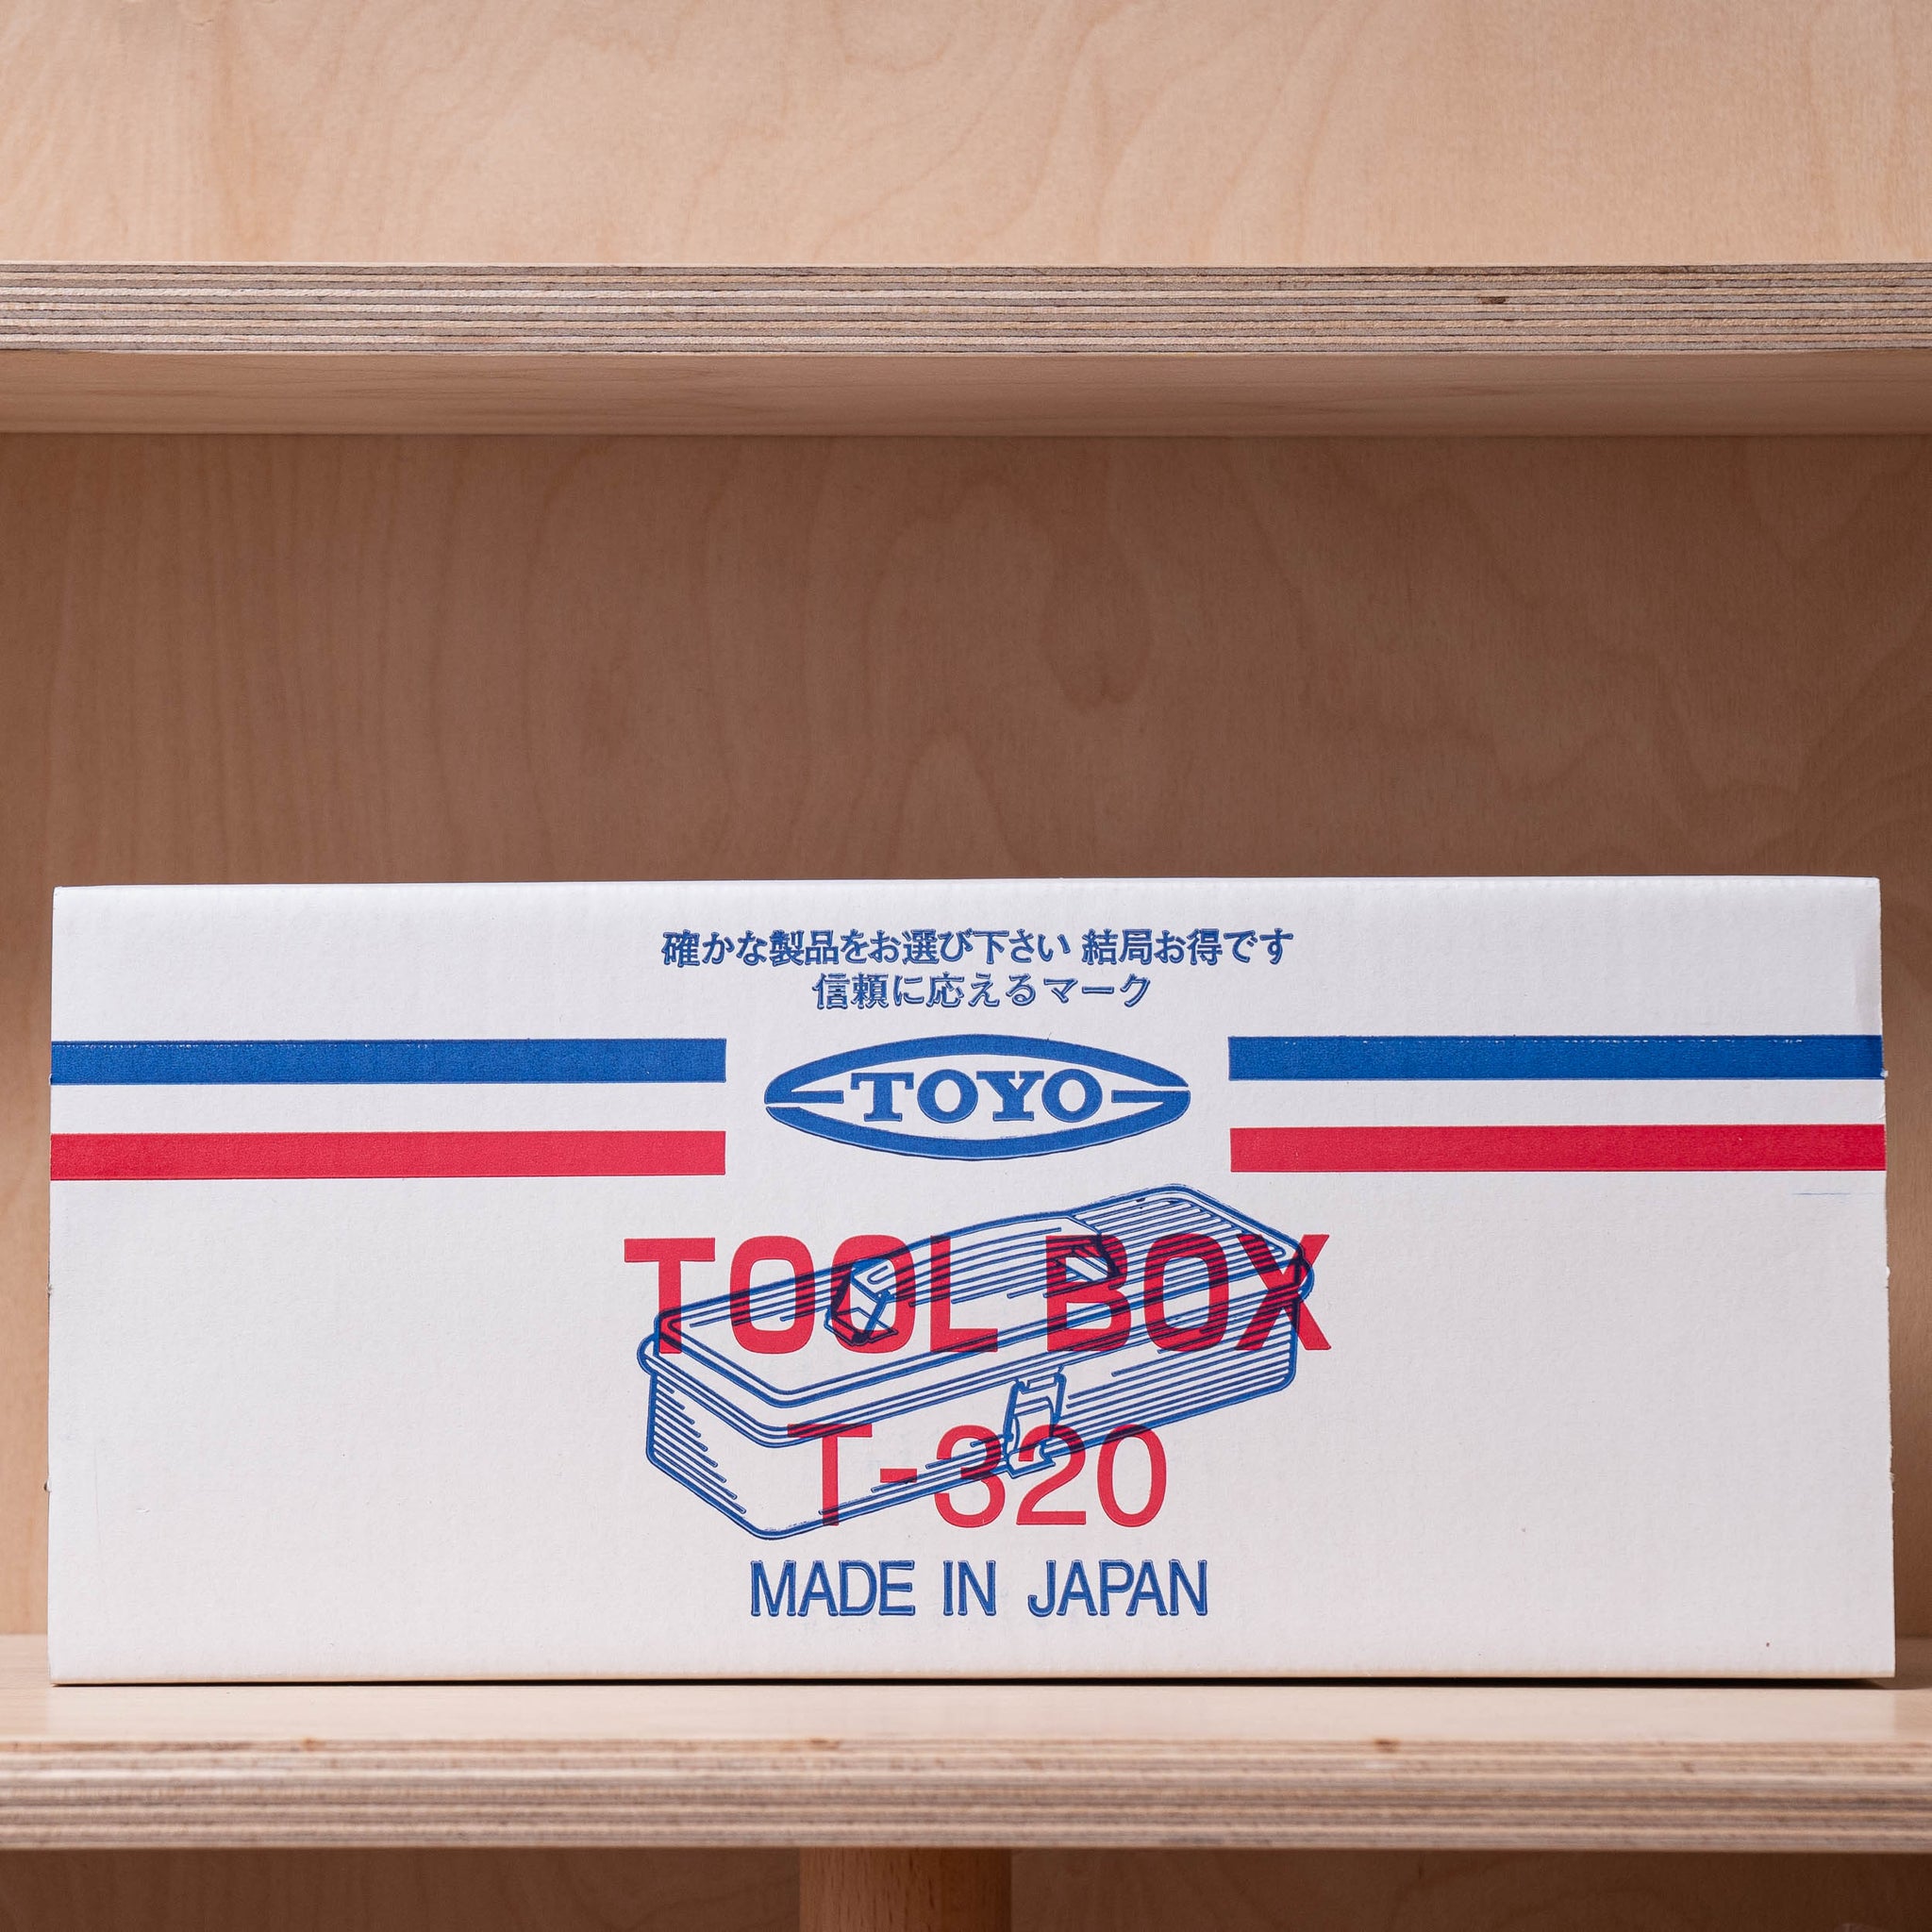 確かな製品をお選び下さい 結局お得です
信頼に応えるマーク
TOYO
TOOL BOX
T-320
MADE IN JAPAN